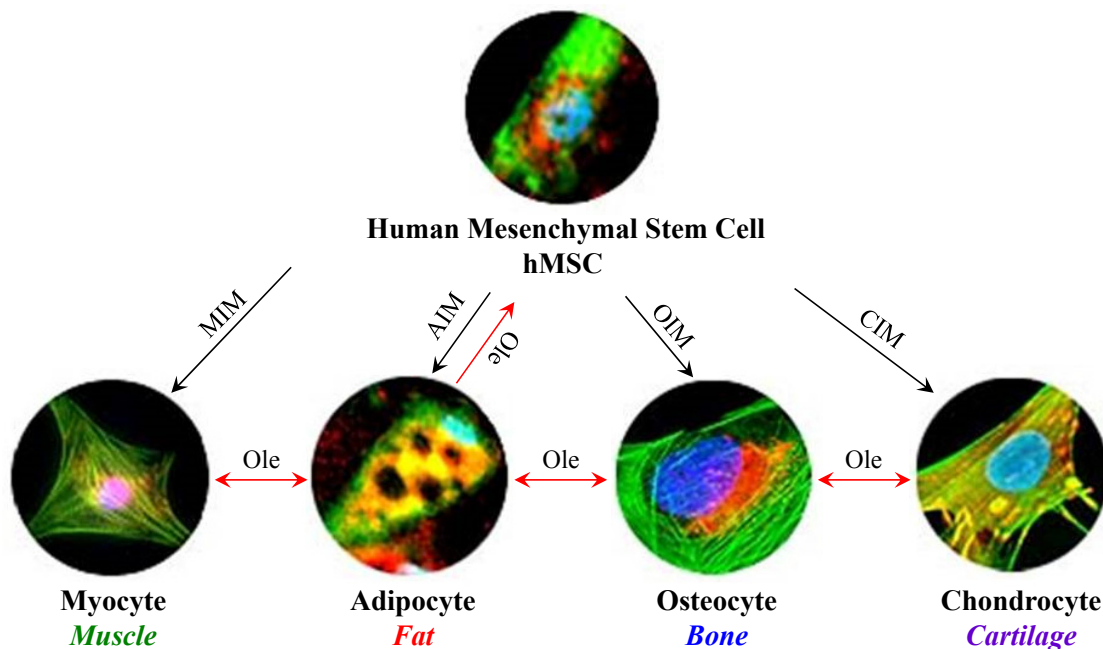 Human Mesenchymal Stem Cell
hMSC
MIM
AIM
Ole
OIM
CIM
Ole
Ole
Ole
Myocyte
Muscle
Adipocyte
Fat
Osteocyte
Bone
Chondrocyte
Cartilage